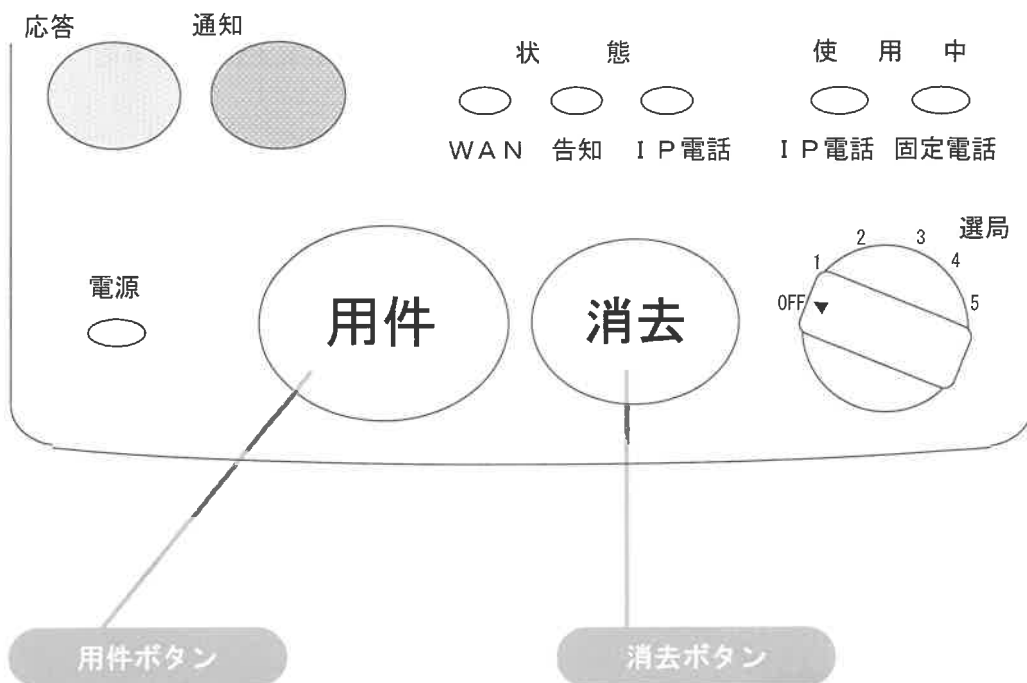 応答 通知
状 態 使 用 中
WAN 告知 IP電話 IP電話 固定電話
選局
OFF 1 2 3 4 5
電源
用件 消去
用件ボタン 消去ボタン